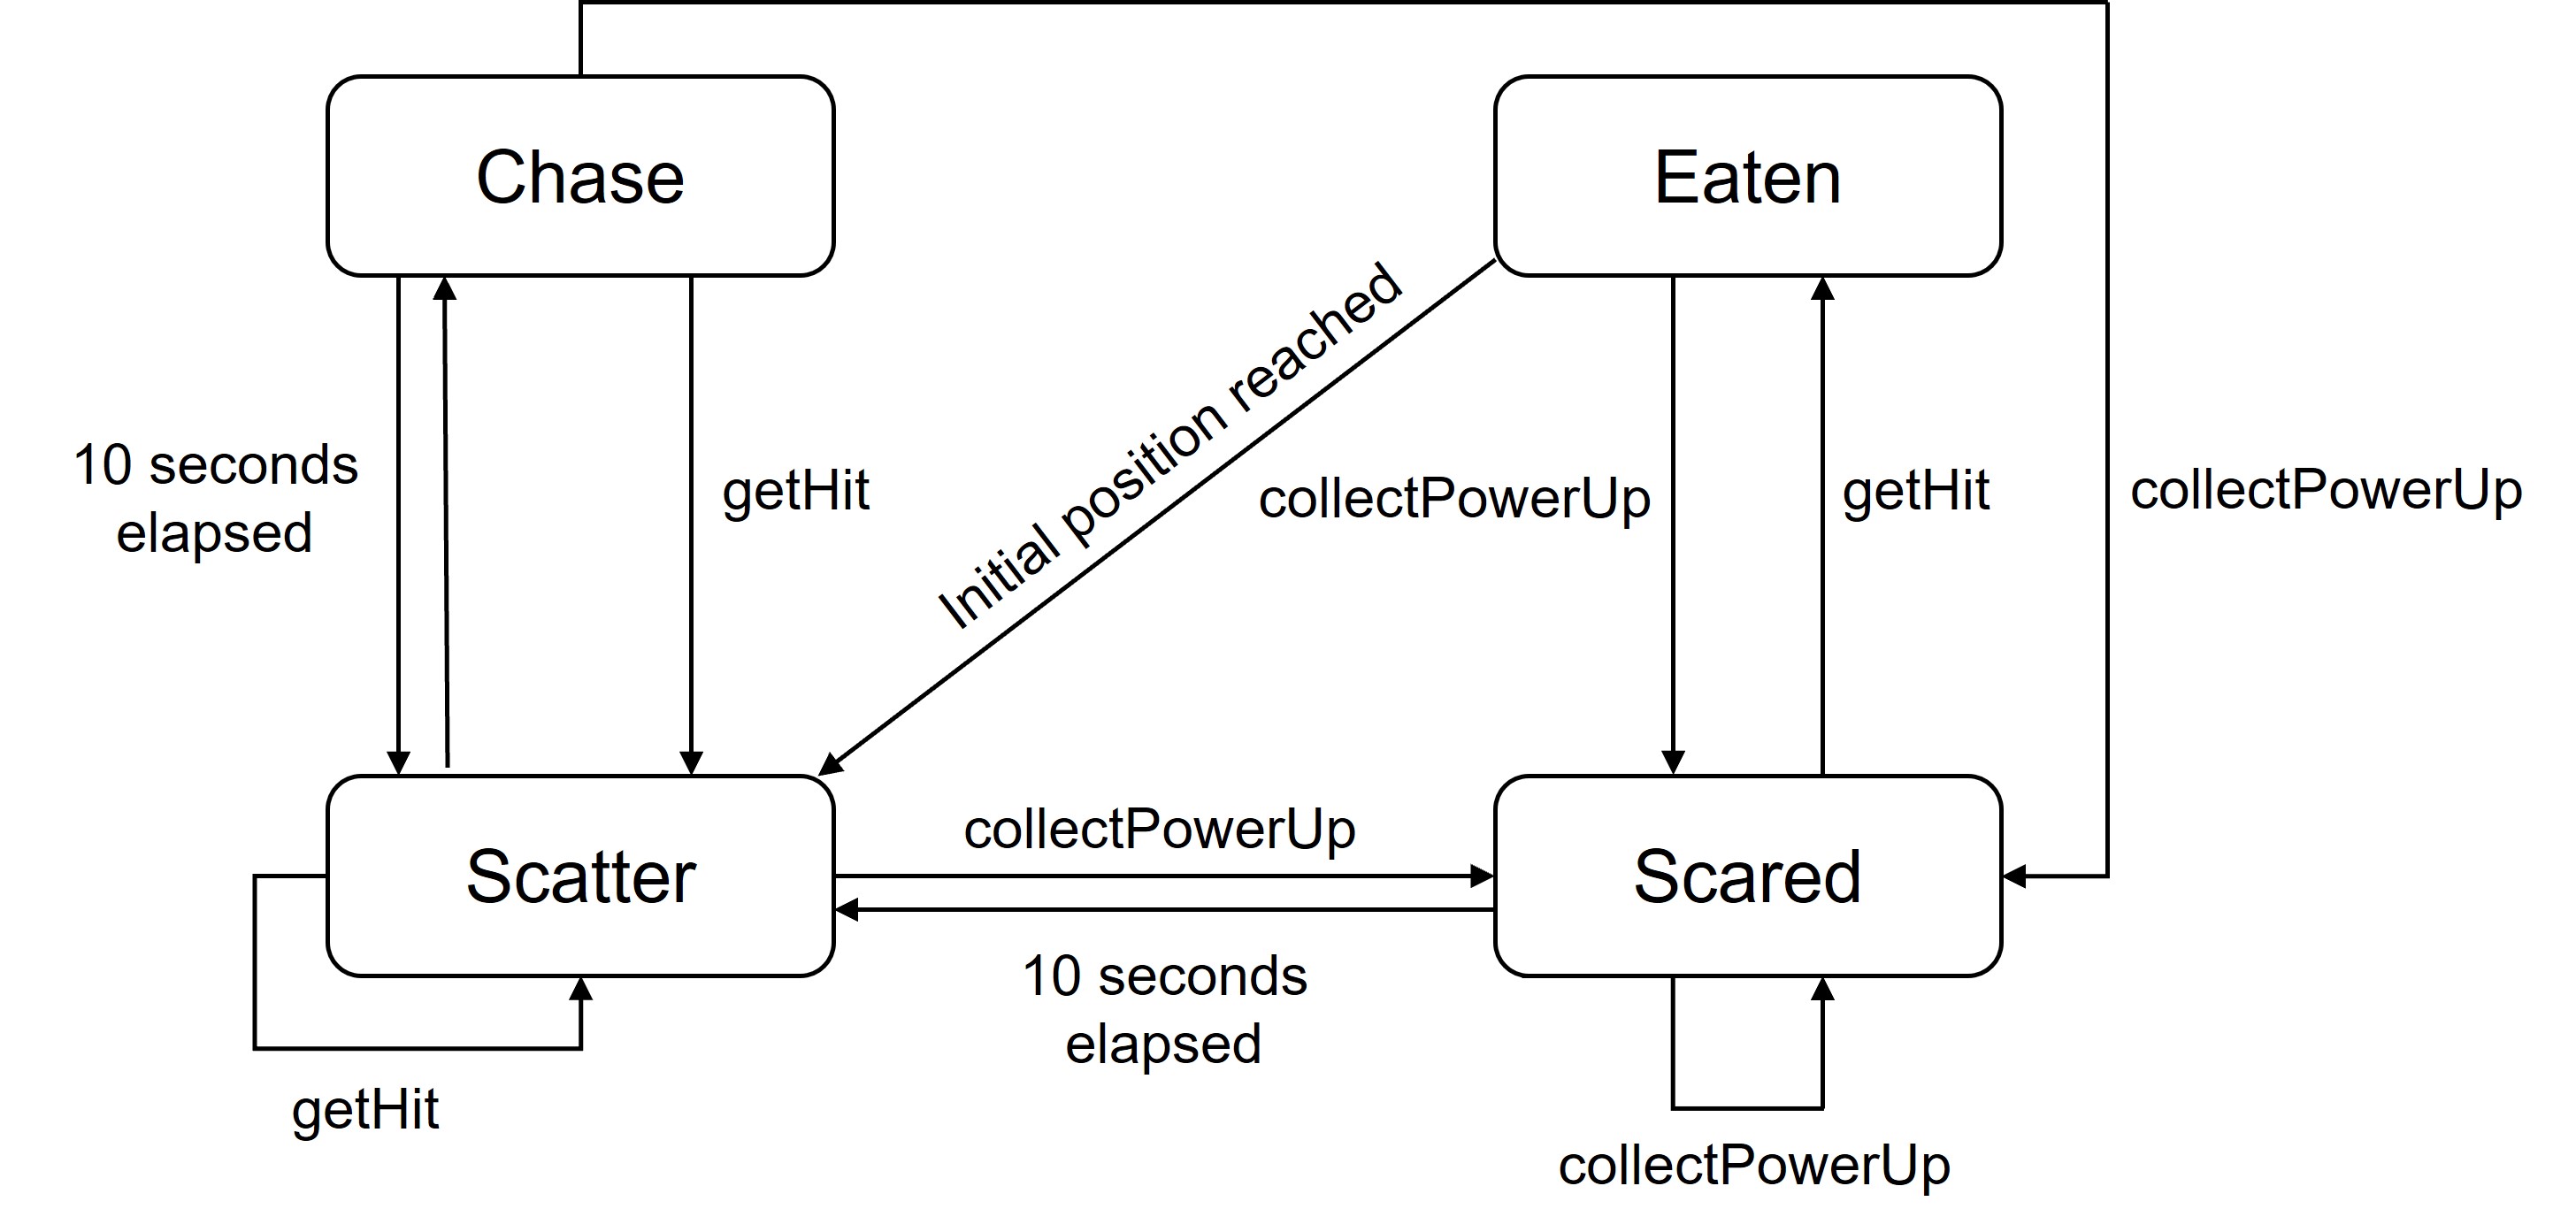 Chase
Eaten
10 seconds
elapsed
getHit
Initial position reached
collectPowerUp
getHit
collectPowerUp
Scatter
collectPowerUp
Scared
10 seconds
elapsed
getHit
collectPowerUp